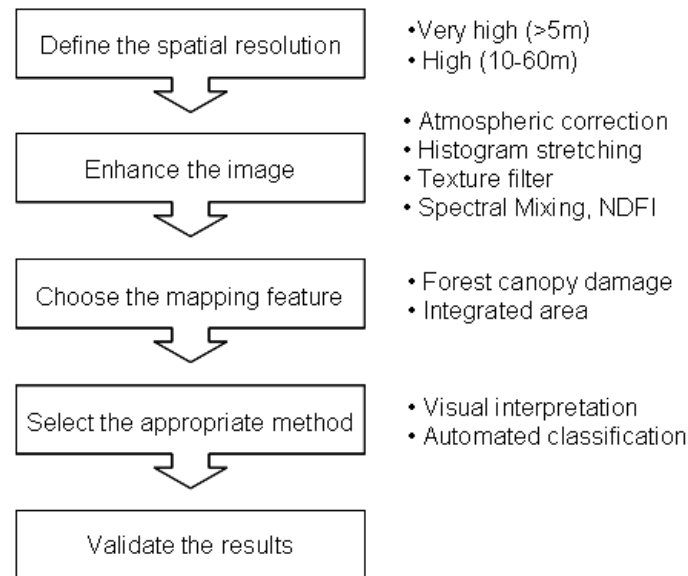 Define the spatial resolution
•Very high (>5m)
• High (10-60m)
Enhance the image
• Atmospheric correction
• Histogram stretching
• Texture filter
• Spectral Mixing, NDFI
Choose the mapping feature
• Forest canopy damage
• Integrated area
Select the appropriate method
• Visual interpretation
• Automated classification
Validate the results